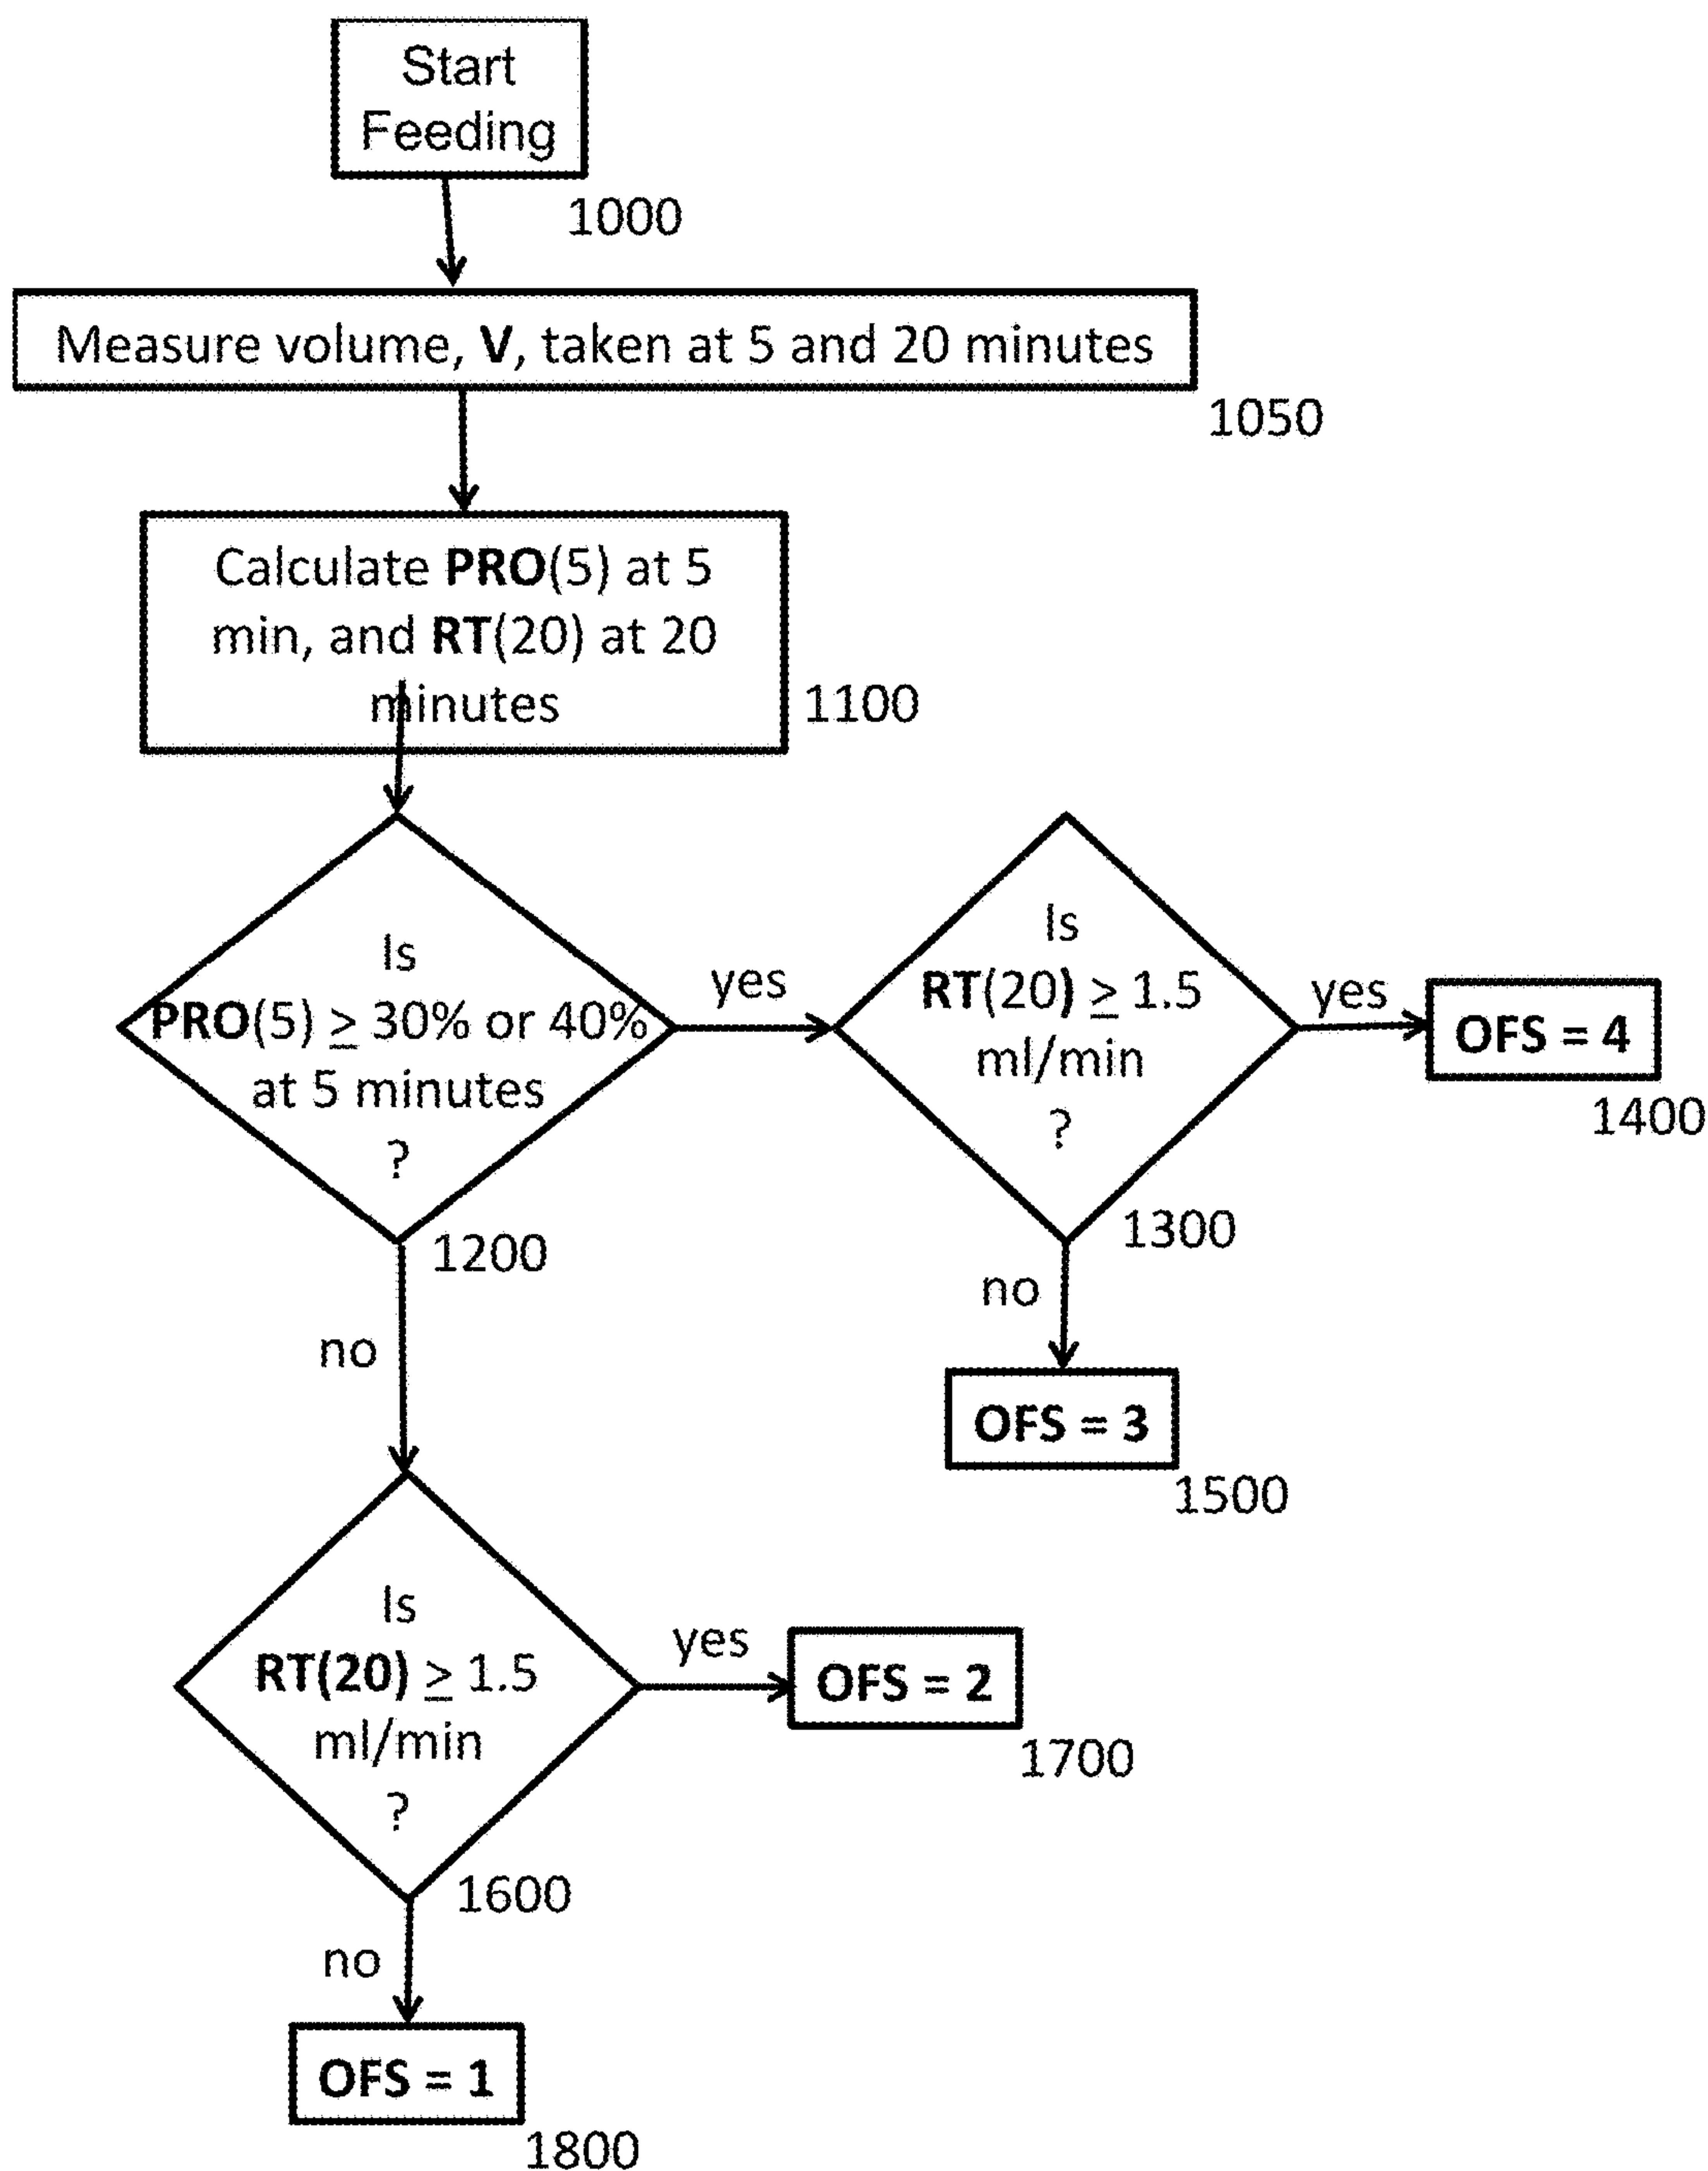 Start
Feeding
1000
Measure volume, V, taken at 5 and 20 minutes
1050
Calculate PRO(5) at 5
min, and RT(20) at 20
minutes
1100
Is
PRO(5) ≥ 30% or 40%
at 5 minutes
?
1200
yes
Is
RT(20) ≥ 1.5
ml/min
?
1300
yes
OFS = 4
1400
no
OFS = 3
1500
no
Is
RT(20) ≥ 1.5
ml/min
?
1600
yes
OFS = 2
1700
no
OFS = 1
1800